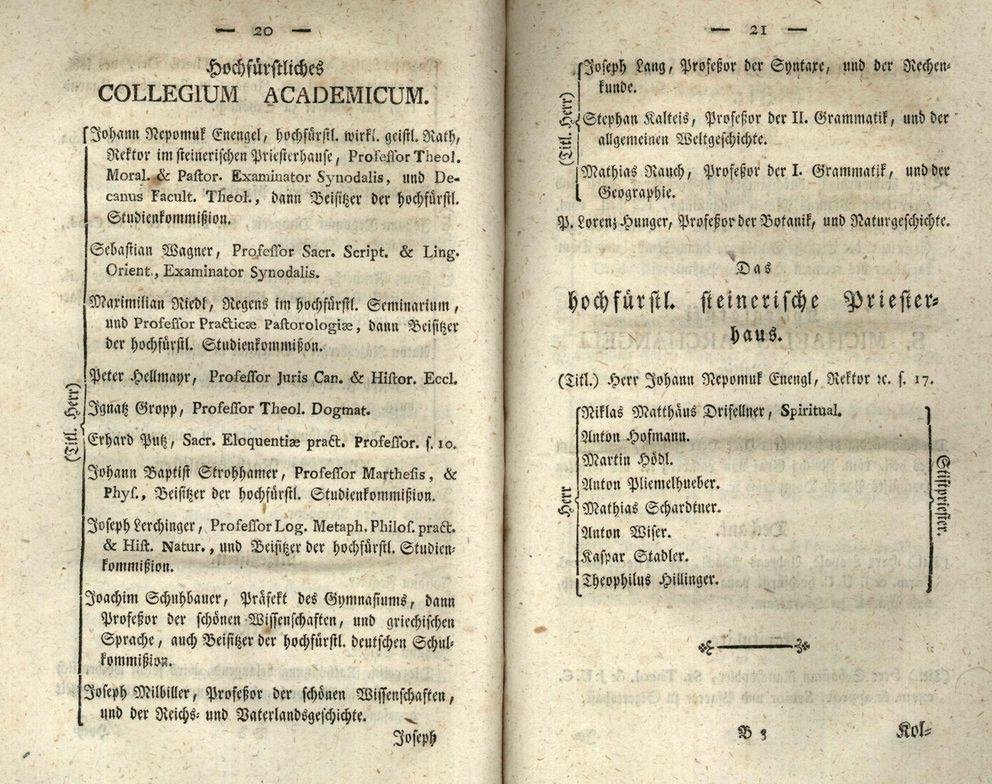 — 20 —
Hochfürstliches
COLLEGIUM ACADEMICUM.
(Titl. Herr)
Johann Nepomuk Enengel, hochfürstl. wirkl. geistl. Rath,
Rektor im steinerischen Priesterhause, Professor Theol.
Moral. & Pastor. Examinator Synodalis, und De-
canus Facult. Theol., dann Beisitzer der hochfürstl.
Studienkommißion.
Sebastian Wagner, Professor Sacr. Script. & Ling.
Orient., Examinator Synodalis.
Maximilian Riedl, Regens im hochfürstl. Seminarium,
und Professor Practicæ Pastorologiæ, dann Beisitzer
der hochfürstl. Studienkommißon.
Peter Hellmayr, Professor Juris Can. & Histor. Eccl.
Ignatz Gropp, Professor Theol. Dogmat.
Erhard Putz, Sacr. Eloquentiæ pract. Professor. s. 10.
Johann Baptist Strohhamer, Professor Marthesis, &
Phys., Beisitzer der hochfürstl. Studienkommißion.
Joseph Lerchinger, Professor Log. Metaph. Philos. pract.
& Hist. Natur., und Beisitzer der hochfürstl. Studien-
kommißion.
Joachim Schuhbauer, Präfekt des Gymnasiums, dann
Profeßor der schönen Wissenschaften, und griechischen
Sprache, auch Beisitzer der hochfürstl. deutschen Schul-
kommißion.
Joseph Milbiller, Profeßor der schönen Wissenschaften,
und der Reichs- und Vaterlandsgeschichte.
Joseph
— 21 —
(Titl. Herr)
Joseph Lang, Profeßor der Syntaxe, und der Rechen-
kunde.
Stephan Kalteis, Profeßor der II. Grammatik, und der
allgemeinen Weltgeschichte.
Mathias Rauch, Profeßor der I. Grammatik, und der
Geographie.
P. Lorenz Hunger, Profeßor der Botanik, und Naturgeschichte.
Das
hochfürstl. steinerische Priester-
haus.
(Titl.) Herr Johann Nepomuk Enengl, Rektor ꝛc. s. 17.
Herr
Niklas Matthäus Drisellner, Spiritual.
Anton Hofmann.
Martin Hödl.
Anton Pliemelhueber.
Mathias Schardtner.
Anton Wiser.
Kaspar Stadler.
Theophilus Hillinger.
Stiftpriester.
B 3
Kol-